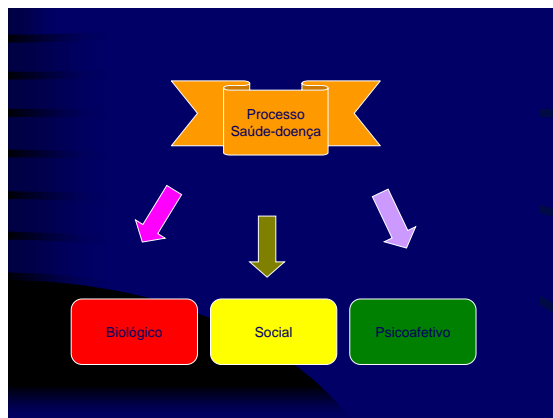 Processo
Saúde-doença
Biológico
Social
Psicoafetivo